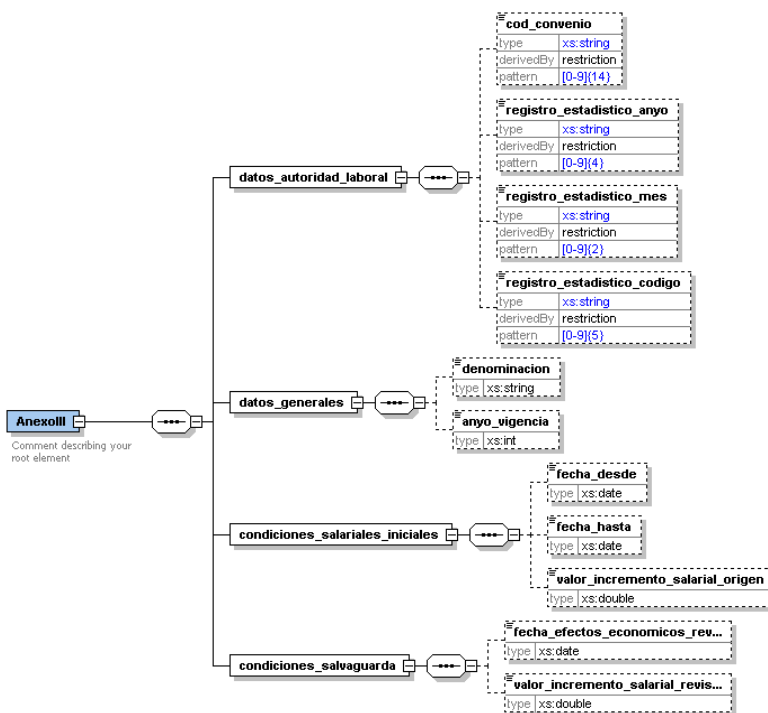 cod_convenio
type xs:string
derivedBy restriction
pattern [0-9]{14}
registro_estadistico_anyo
type xs:string
derivedBy restriction
pattern [0-9]{4}
datos_autoridad_laboral
registro_estadistico_mes
type xs:string
derivedBy restriction
pattern [0-9]{2}
registro_estadistico_codigo
type xs:string
derivedBy restriction
pattern [0-9]{5}
denominacion
type xs:string
datos_generales
anyo_vigencia
type xs:int
AnexoIII
Comment describing your
root element
fecha_desde
type xs:date
condiciones_salariales_iniciales
fecha_hasta
type xs:date
valor_incremento_salarial_origen
type xs:double
fecha_efectos_economicos_rev...
type xs:date
condiciones_salvaguarda
valor_incremento_salarial_revis...
type xs:double